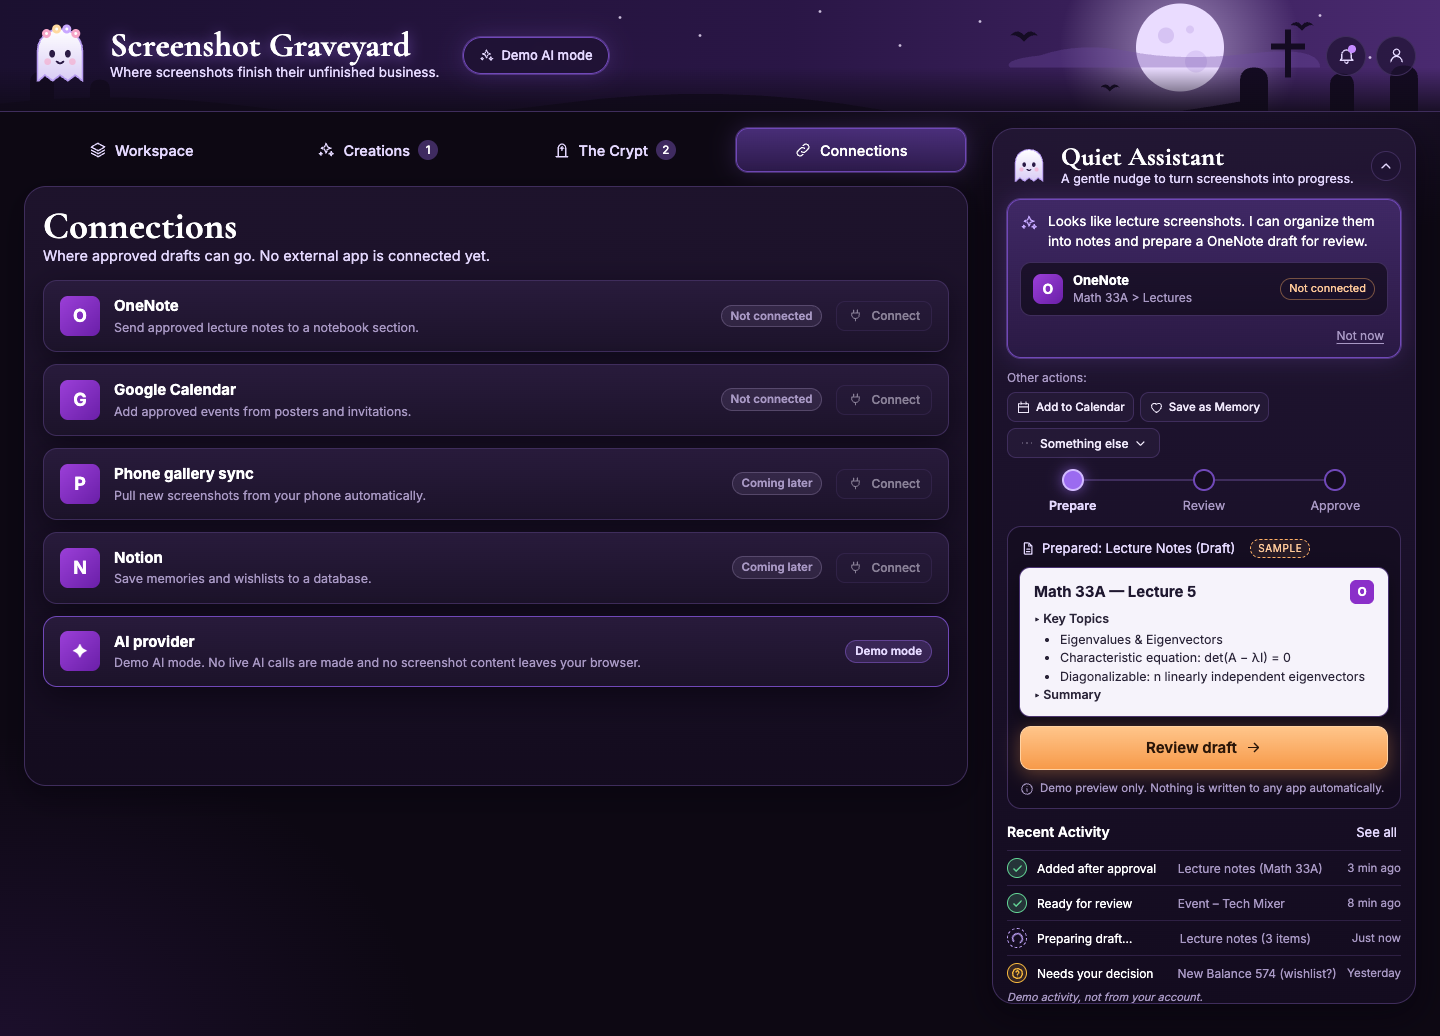 Screenshot Graveyard
Where screenshots finish their unfinished business.
Demo AI mode
Workspace
Creations 1
The Crypt 2
Connections
Connections
Where approved drafts can go. No external app is connected yet.
O
OneNote
Send approved lecture notes to a notebook section.
Not connected
Connect
G
Google Calendar
Add approved events from posters and invitations.
Not connected
Connect
P
Phone gallery sync
Pull new screenshots from your phone automatically.
Coming later
Connect
N
Notion
Save memories and wishlists to a database.
Coming later
Connect
AI provider
Demo AI mode. No live AI calls are made and no screenshot content leaves your browser.
Demo mode
Quiet Assistant
A gentle nudge to turn screenshots into progress.
Looks like lecture screenshots. I can organize them
into notes and prepare a OneNote draft for review.
O
OneNote
Math 33A > Lectures
Not connected
Not now
Other actions:
Add to Calendar
Save as Memory
Something else
Prepare
Review
Approve
Prepared: Lecture Notes (Draft)
SAMPLE
Math 33A — Lecture 5
O
‣ Key Topics
• Eigenvalues & Eigenvectors
• Characteristic equation: det(A − λI) = 0
• Diagonalizable: n linearly independent eigenvectors
‣ Summary
Review draft →
Demo preview only. Nothing is written to any app automatically.
Recent Activity
See all
Added after approval Lecture notes (Math 33A) 3 min ago
Ready for review Event – Tech Mixer 8 min ago
Preparing draft... Lecture notes (3 items) Just now
Needs your decision New Balance 574 (wishlist?) Yesterday
Demo activity, not from your account.